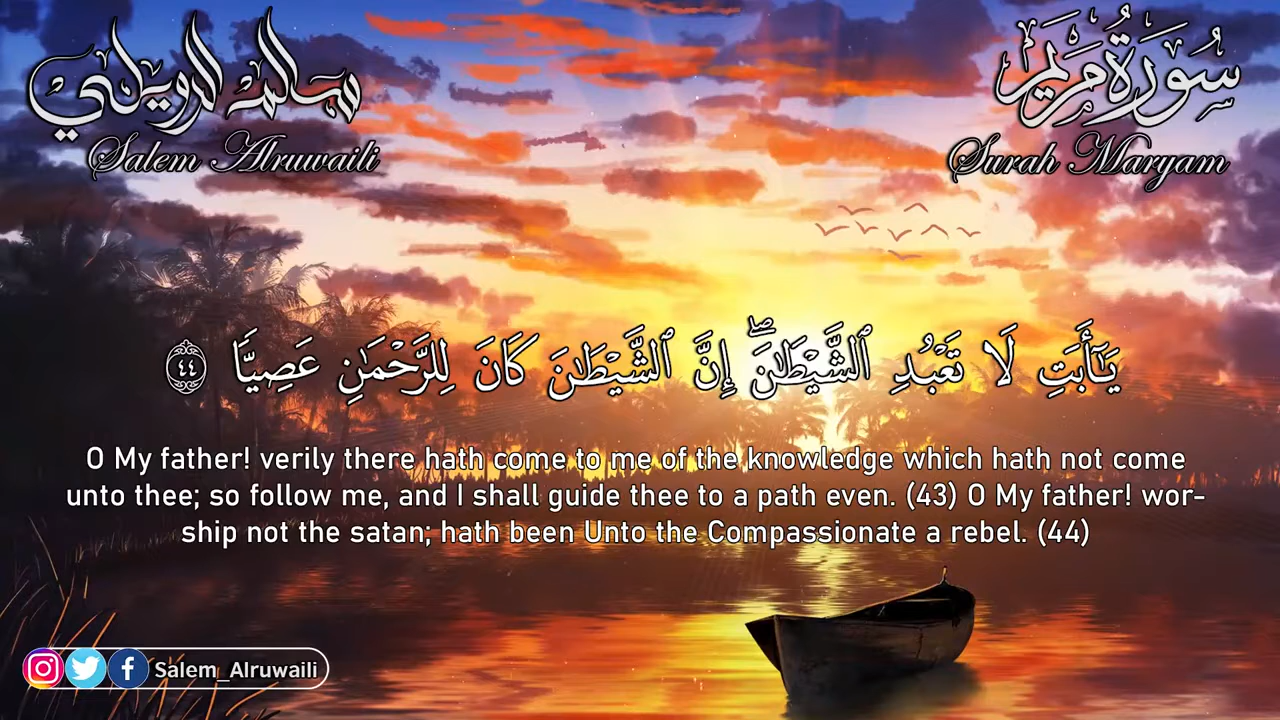 سالم الرويلي
Salem Alruwaili
سورة مريم
Surah Maryam
يَـٰٓأَبَتِ لَا تَعْبُدِ ٱلشَّيْطَـٰنَ ۖ إِنَّ ٱلشَّيْطَـٰنَ كَانَ لِلرَّحْمَـٰنِ عَصِيًّا ٤٤
O My father! verily there hath come to me of the knowledge which hath not come
unto thee; so follow me, and I shall guide thee to a path even. (43) O My father! wor-
ship not the satan; hath been Unto the Compassionate a rebel. (44)
Salem_Alruwaili